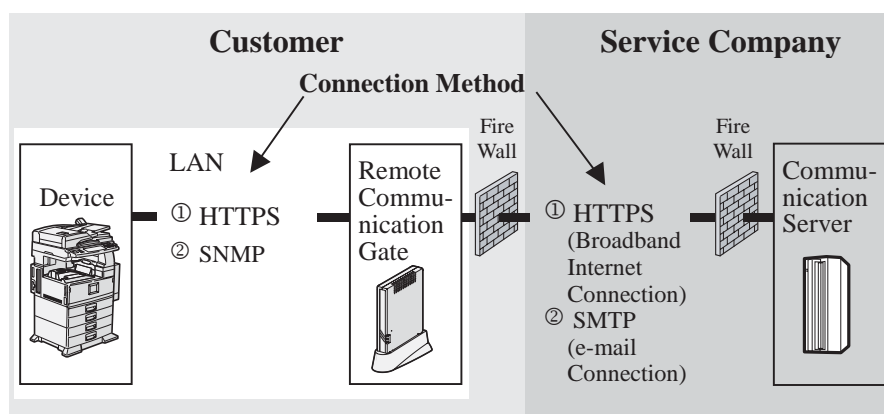 Customer
Service Company
Connection Method
Device
LAN
① HTTPS
② SNMP
Remote
Commu-
nication
Gate
Fire
Wall
① HTTPS
(Broadband
Internet
Connection)
② SMTP
(e-mail
Connection)
Fire
Wall
Commu-
nication
Server